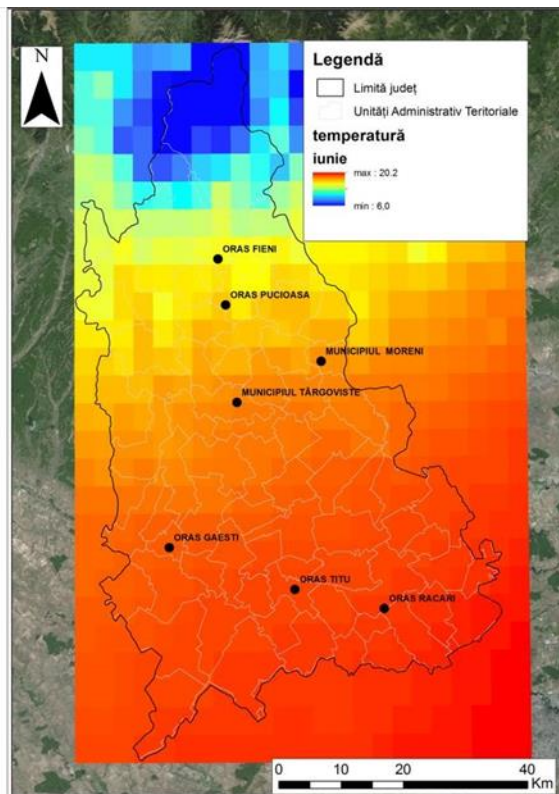 N
Legendă
Limită județ
Unități Administrativ Teritoriale
temperatură
iunie
max : 20.2
min : 6,0
ORAS FIENI
ORAS PUCIOASA
MUNICIPIUL MORENI
MUNICIPIUL TÂRGOVISTE
ORAS GAESTI
ORAS TITU
ORAS RACARI
0 10 20 40
Km